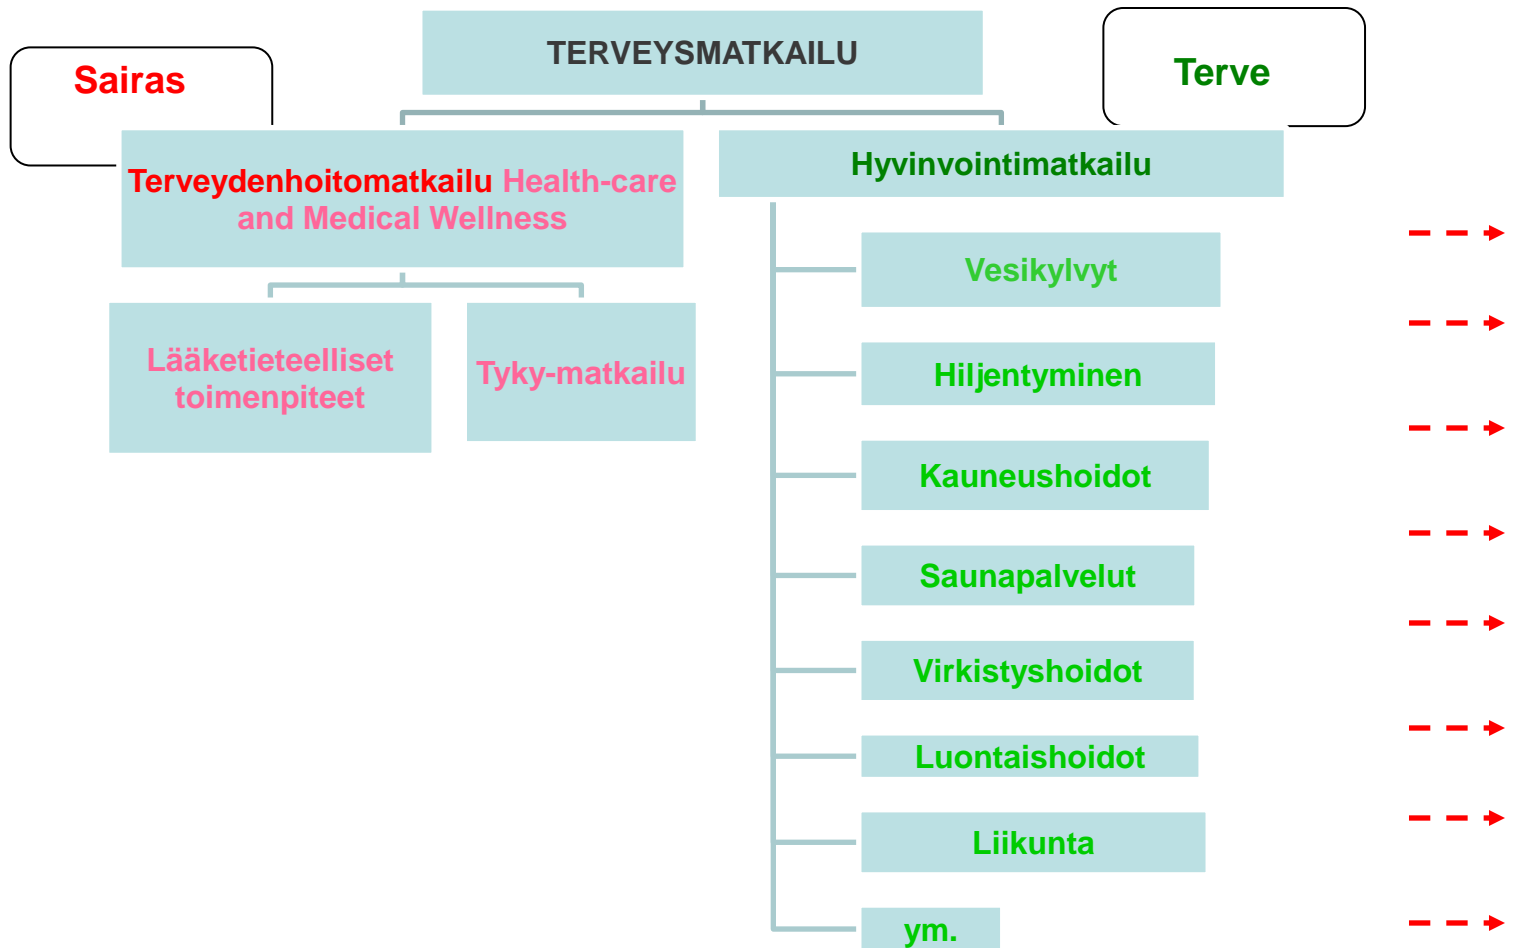 TERVEYSMATKAILU
Sairas
Terve
Terveydenhoitomatkailu Health-care
and Medical Wellness
Hyvinvointimatkailu
Lääketieteelliset
toimenpiteet
Tyky-matkailu
Vesikylvyt
Hiljentyminen
Kauneushoidot
Saunapalvelut
Virkistyshoidot
Luontaishoidot
Liikunta
ym.